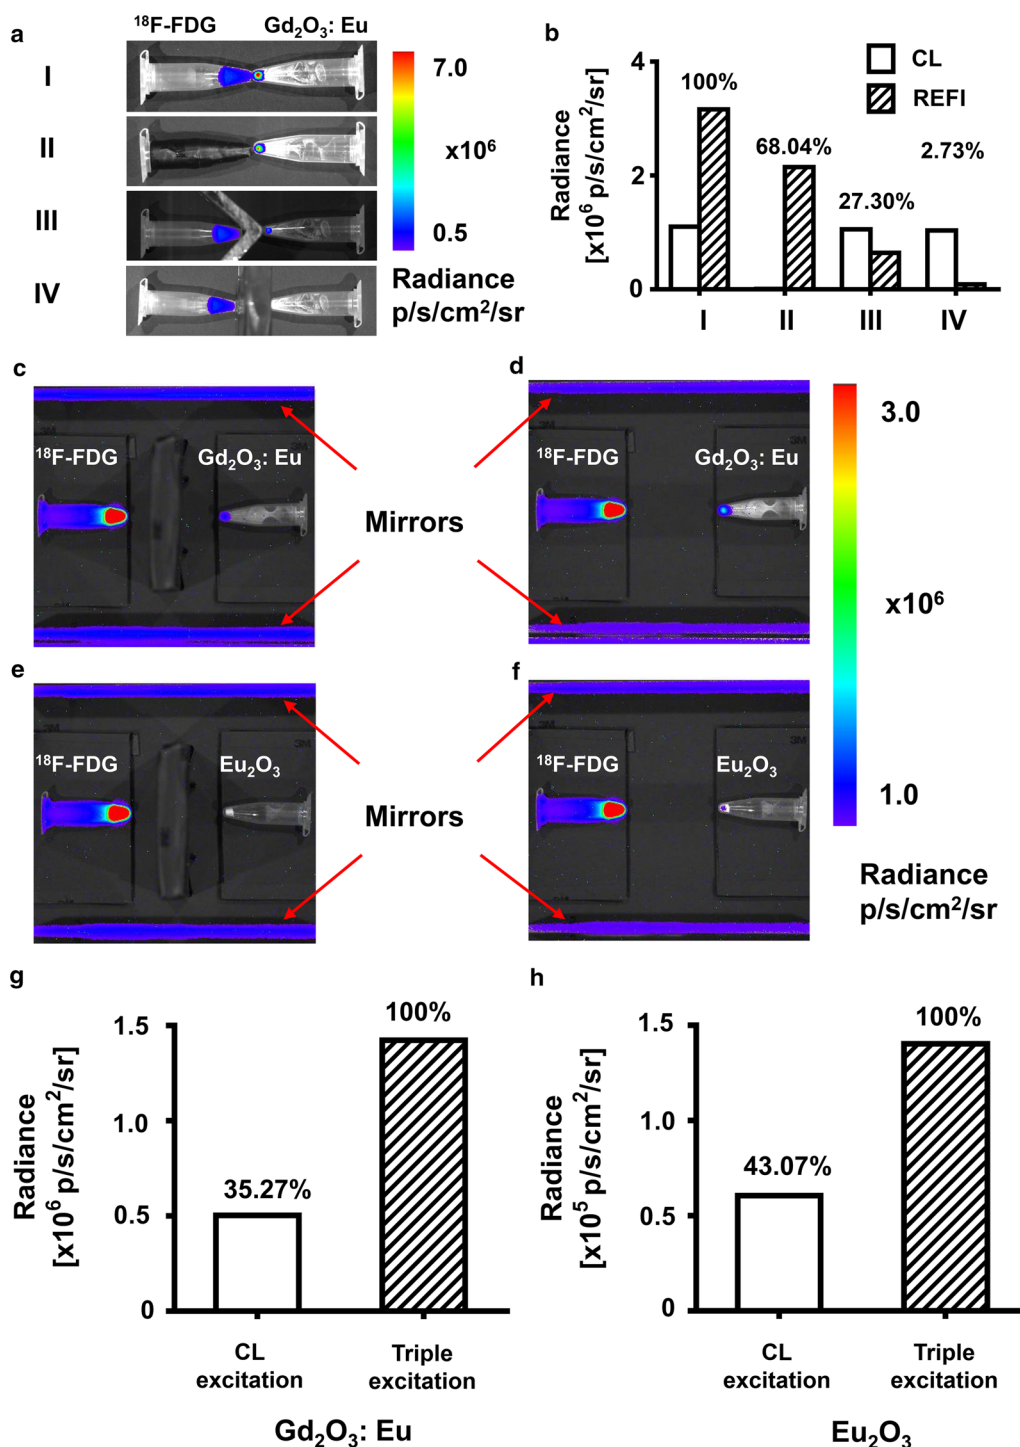 a
¹⁸F-FDG
Gd₂O₃: Eu
I
II
III
IV
7.0
x10⁶
0.5
Radiance
p/s/cm²/sr
b
Radiance
[x10⁶ p/s/cm²/sr]
4
2
0
CL
REFI
100%
68.04%
27.30%
2.73%
I
II
III
IV
c
¹⁸F-FDG
Gd₂O₃: Eu
3M
d
¹⁸F-FDG
Gd₂O₃: Eu
3M
Mirrors
e
¹⁸F-FDG
Eu₂O₃
3M
f
¹⁸F-FDG
Eu₂O₃
3M
Mirrors
3.0
x10⁶
1.0
Radiance
p/s/cm²/sr
g
Radiance
[x10⁶ p/s/cm²/sr]
1.5
1.0
0.5
0
35.27%
100%
CL
excitation
Triple
excitation
Gd₂O₃: Eu
h
Radiance
[x10⁵ p/s/cm²/sr]
1.5
1.0
0.5
0
43.07%
100%
CL
excitation
Triple
excitation
Eu₂O₃